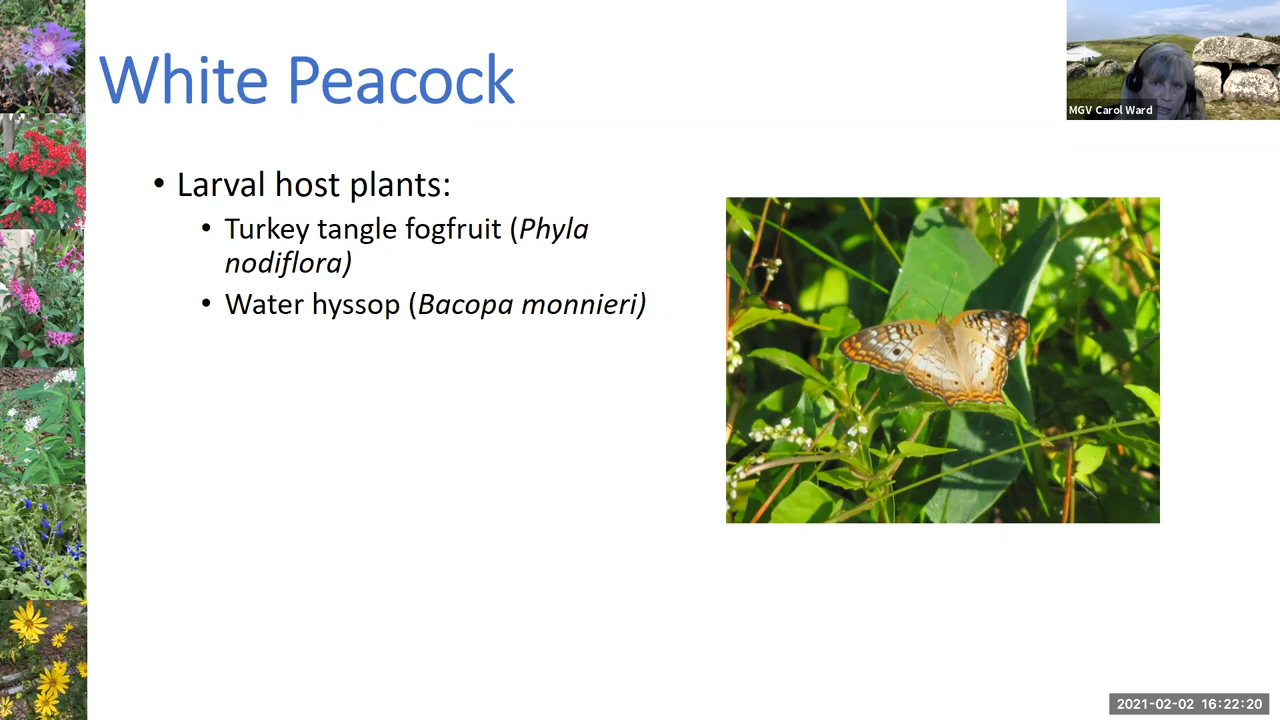 White Peacock
MGV Carol Ward
• Larval host plants:
• Turkey tangle fogfruit (Phyla
nodiflora)
• Water hyssop (Bacopa monnieri)
2021-02-02 16:22:20